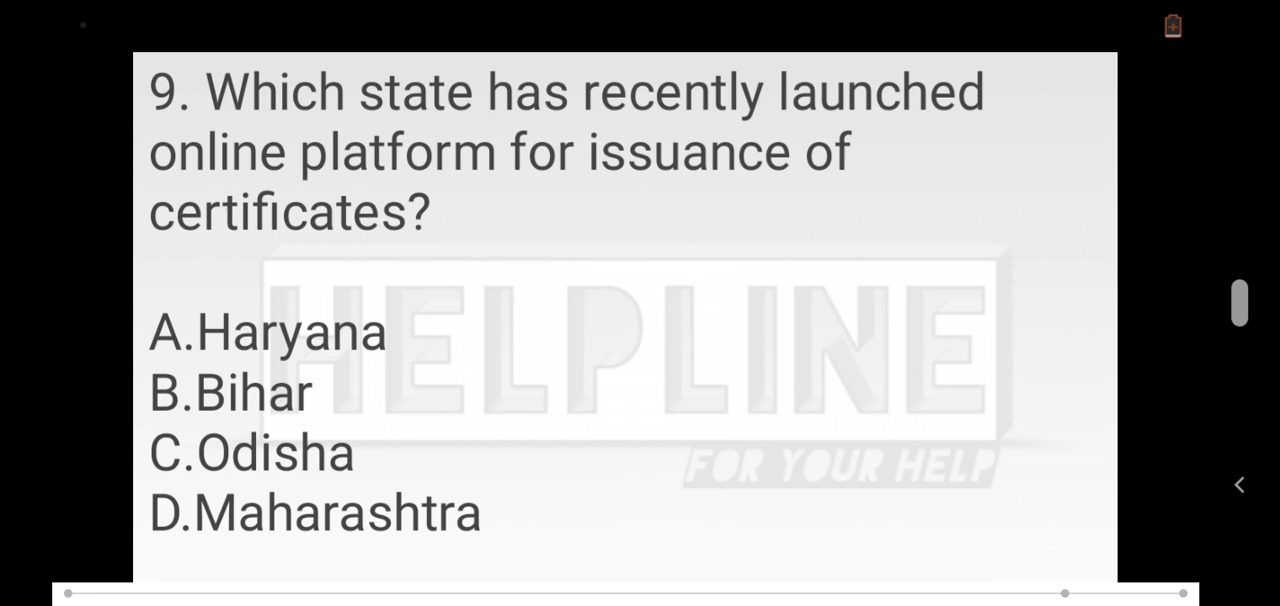 9. Which state has recently launched
online platform for issuance of
certificates?
A.Haryana
B.Bihar
C.Odisha
D.Maharashtra
HELPLINE
FOR YOUR HELP